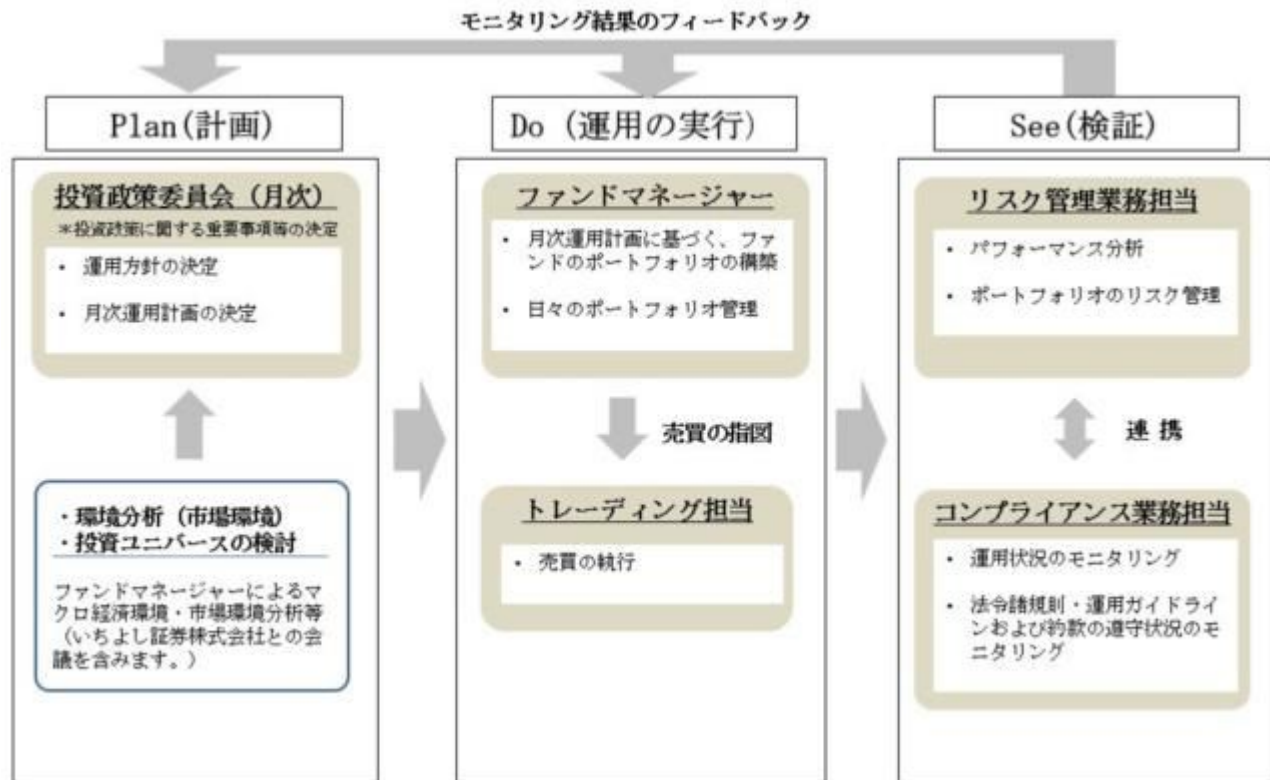 モニタリング結果のフィードバック
Plan(計画)
投資政策委員会（月次）
＊投資政策に関する重要事項等の決定
・ 運用方針の決定
・ 月次運用計画の決定
・環境分析（市場環境）
・投資ユニバースの検討
ファンドマネージャーによるマ
クロ経済環境・市場環境分析等
（いちよし証券株式会社との会
議を含みます。）
Do (運用の実行)
ファンドマネージャー
・ 月次運用計画に基づく、ファ
ンドのポートフォリオの構築
・ 日々のポートフォリオ管理
売買の指図
トレーディング担当
・ 売買の執行
See(検証)
リスク管理業務担当
・ パフォーマンス分析
・ ポートフォリオのリスク管理
連 携
コンプライアンス業務担当
・ 運用状況のモニタリング
・ 法令諸規則・運用ガイドライ
ンおよび約款の遵守状況のモ
ニタリング